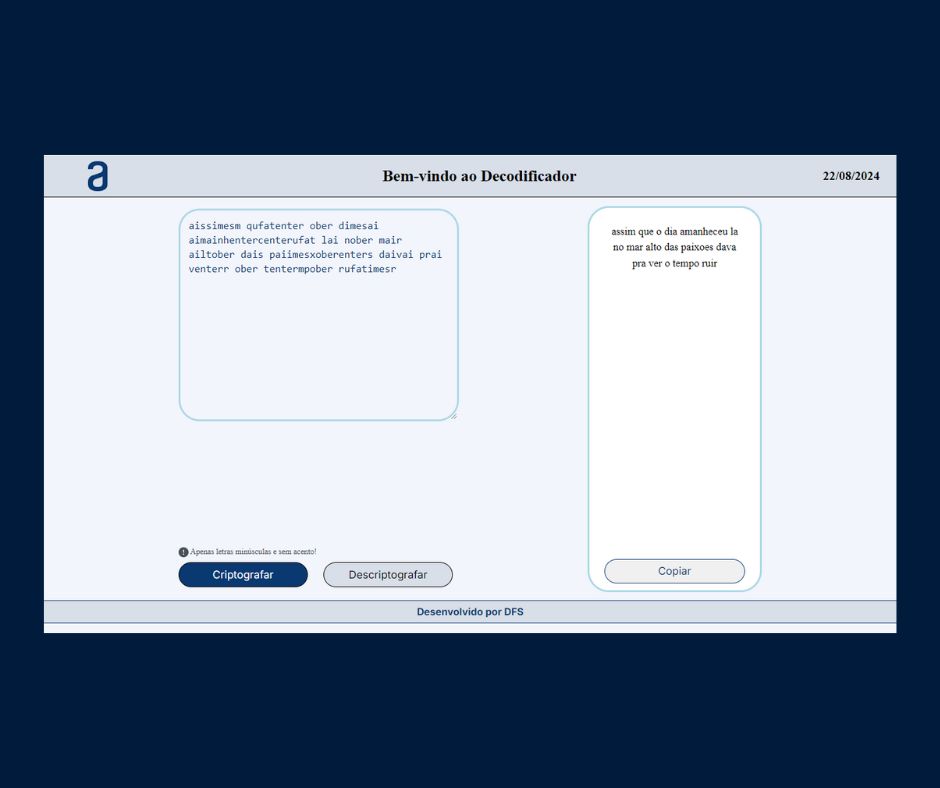 a
Bem-vindo ao Decodificador
22/08/2024
aissimesm qufatenter ober dimesai
aimainhentercenterufat lai nober mair
ailtober dais paiimesxoberenters daivai prai
venterr ober tentermpober rufatimesr
assim que o dia amanheceu la
no mar alto das paixoes dava
pra ver o tempo ruir
! Apenas letras minúsculas e sem acento!
Criptografar
Descriptografar
Copiar
Desenvolvido por DFS